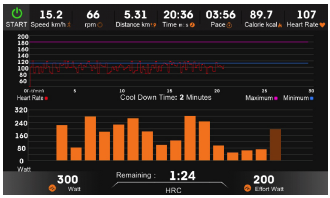 15.2 66 5.31 20:36 03:56 89.7 107
START Speed km/h rpm Distance km Time Pace Calorie kcal Heart Rate
200
180
160
140
120
100
80
60
0 5 10 15 20 25 30
Heart Rate Cool Down Time: 2 Minutes Maximum Minimum
320
240
160
80
0
Watt
300 Remaining : 1:24 200
Watt HRC Effort Watt